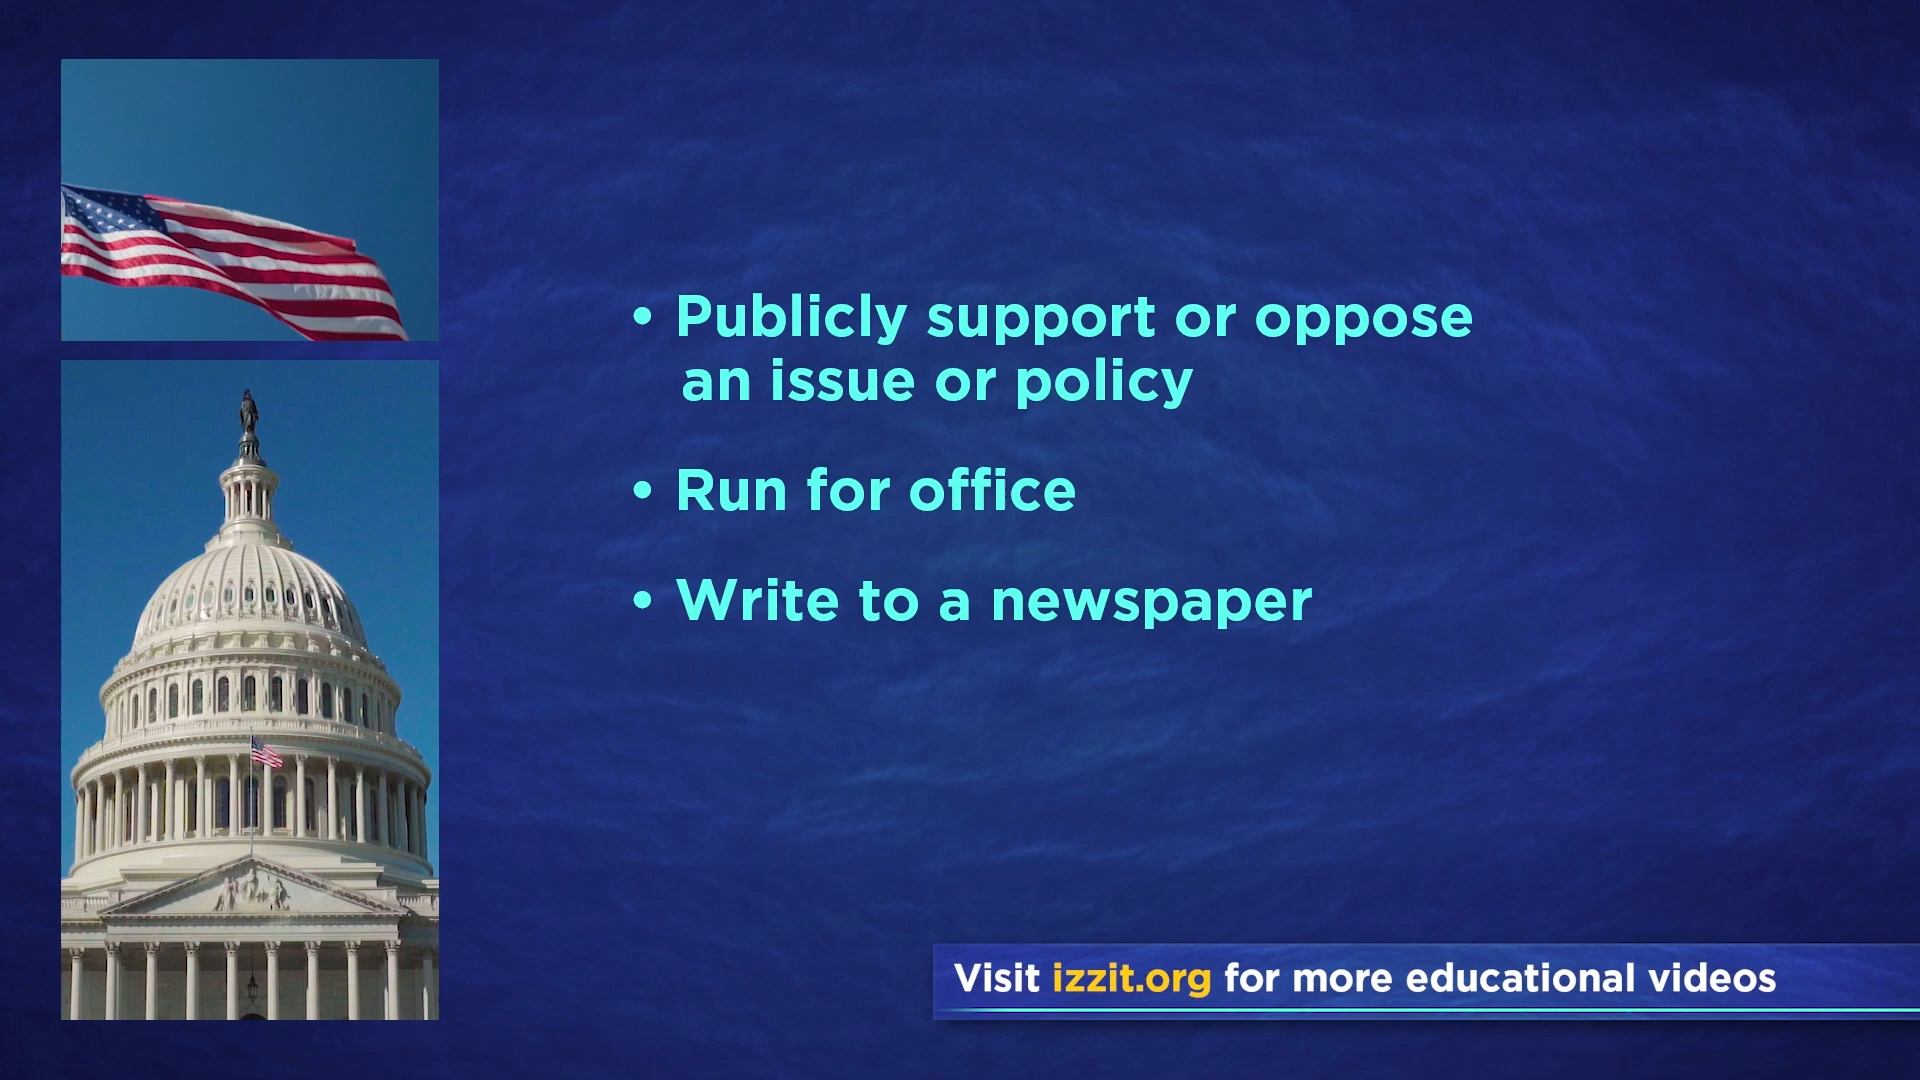 • Publicly support or oppose
an issue or policy
• Run for office
• Write to a newspaper
Visit izzit.org for more educational videos